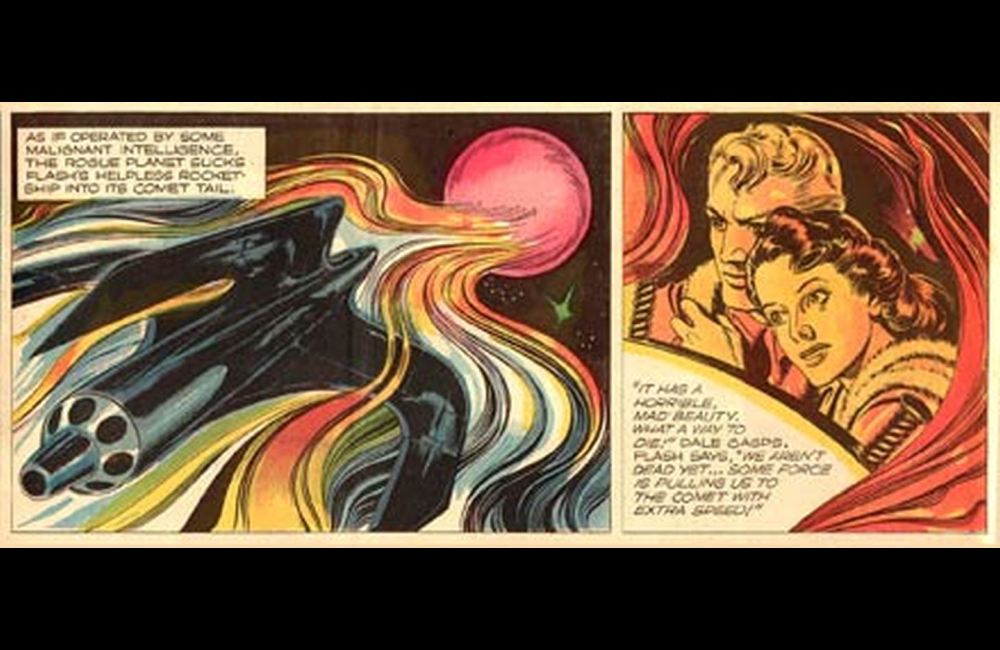 AS IF OPERATED BY SOME
MALIGNANT INTELLIGENCE,
THE ROGUE PLANET SUCKS
FLASH'S HELPLESS ROCKET-
SHIP INTO ITS COMET TAIL:
"IT HAS A
HORRIBLE,
MAD BEAUTY.
WHAT A WAY TO
DIE!" DALE GASPS.
FLASH SAYS, "WE AREN'T
DEAD YET... SOME FORCE
IS PULLING US TO
THE COMET WITH
EXTRA SPEED!"